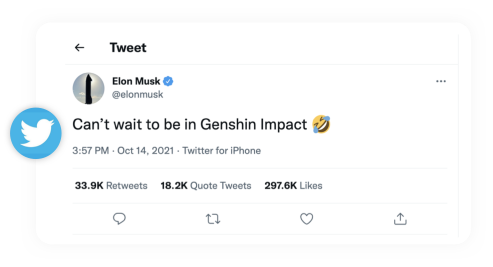 Tweet
Elon Musk
@elonmusk
Can’t wait to be in Genshin Impact 🤣
3:57 PM · Oct 14, 2021 · Twitter for iPhone
33.9K Retweets 18.2K Quote Tweets 297.6K Likes